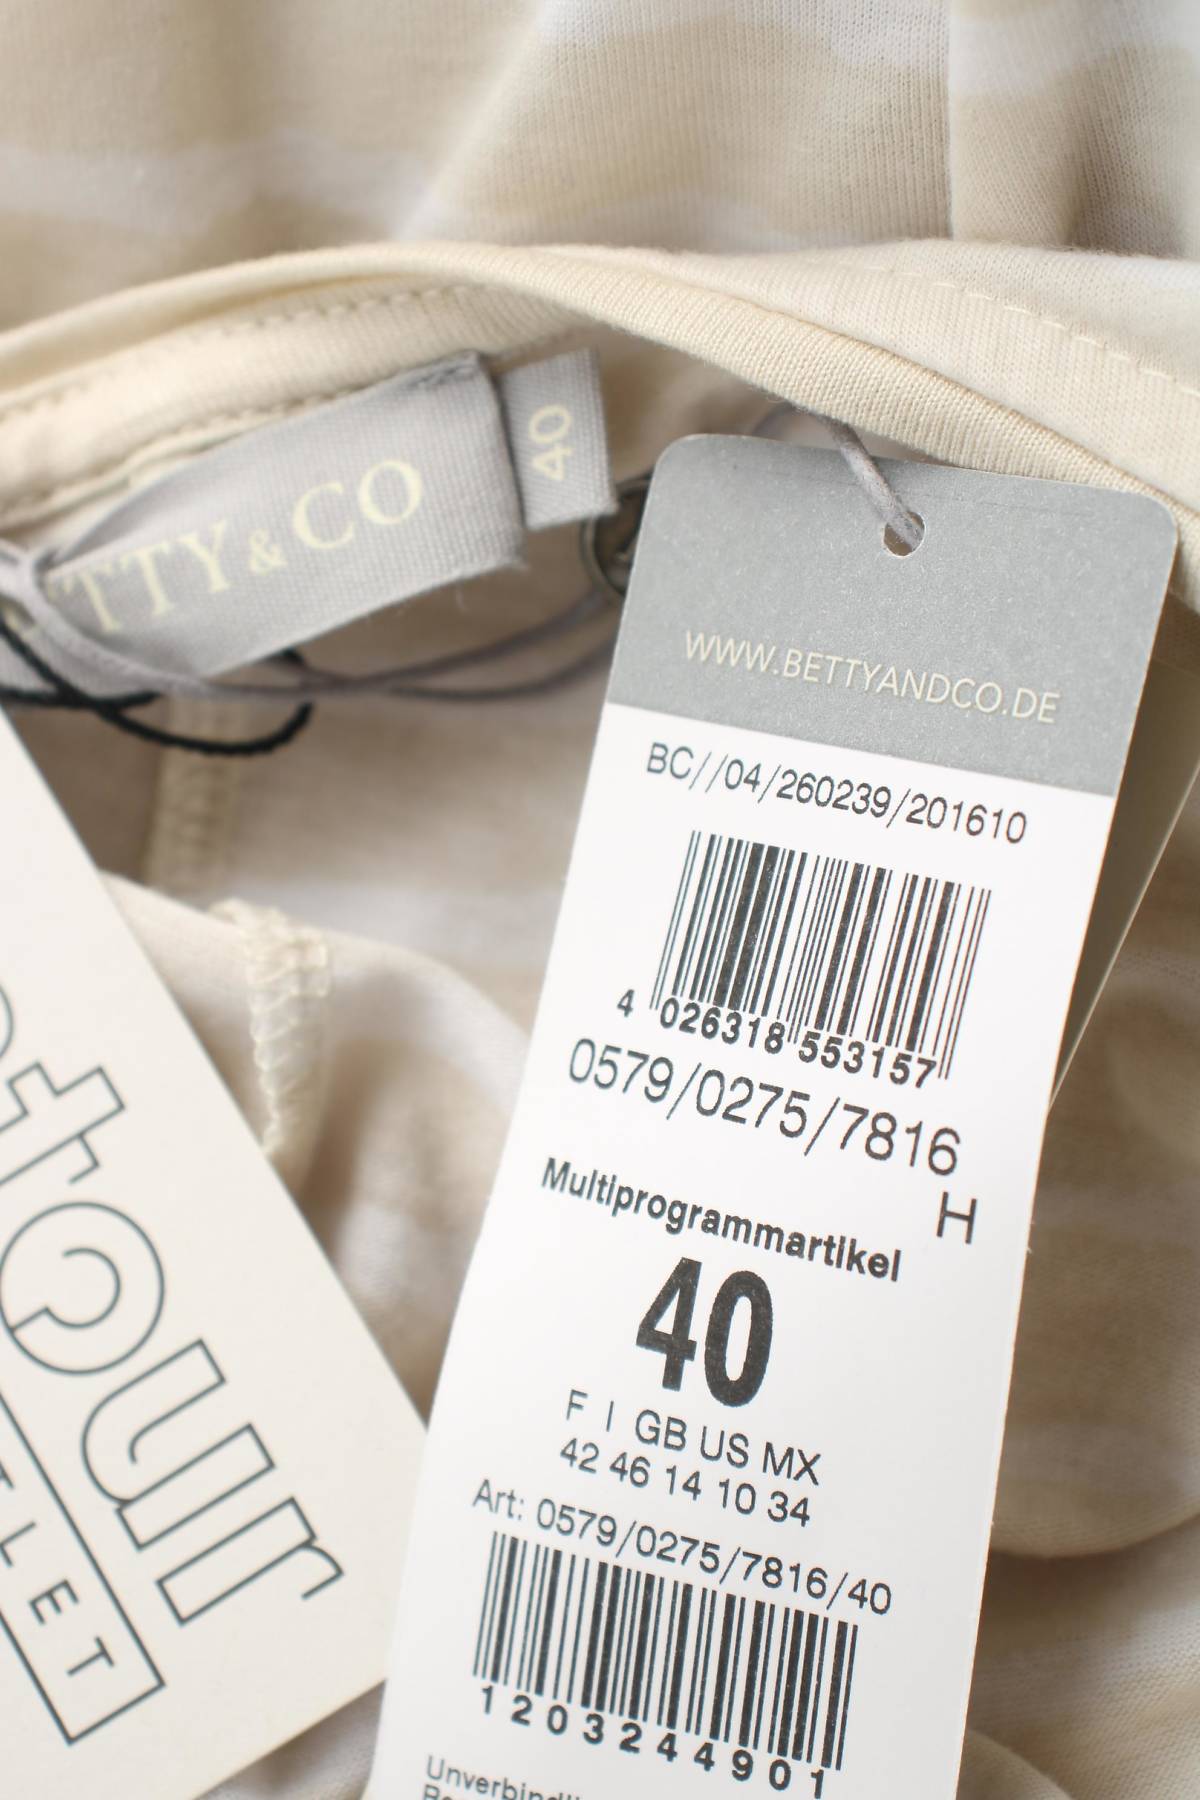 TTY & CO
40
WWW.BETTYANDCO.DE
BC//04/260239/201610
4 026318 553157
0579/0275/7816
H
Multiprogrammartikel
40
F I GB US MX
42 46 14 10 34
Art: 0579/0275/7816/40
1203244901